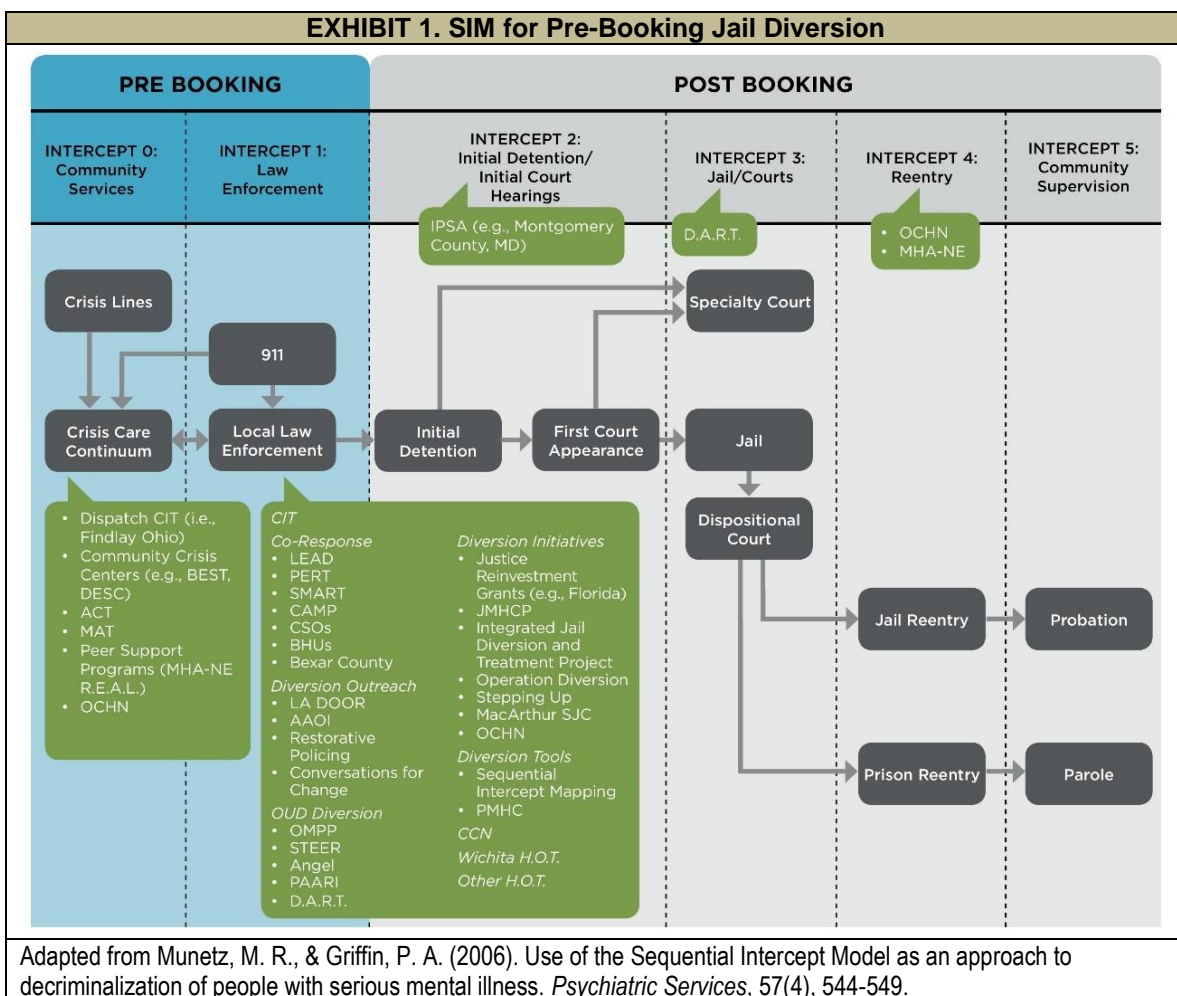 EXHIBIT 1. SIM for Pre-Booking Jail Diversion
PRE BOOKING
POST BOOKING
INTERCEPT 0:
Community
Services
INTERCEPT 1:
Law
Enforcement
INTERCEPT 2:
Initial Detention/
Initial Court
Hearings
INTERCEPT 3:
Jail/Courts
INTERCEPT 4:
Reentry
INTERCEPT 5:
Community
Supervision
IPSA (e.g., Montgomery
County, MD)
D.A.R.T.
• OCHN
• MHA-NE
Crisis Lines
Specialty Court
911
Crisis Care
Continuum
Local Law
Enforcement
Initial
Detention
First Court
Appearance
Jail
Dispositional
Court
Jail Reentry
Probation
Prison Reentry
Parole
• Dispatch CIT (i.e.,
Findlay Ohio)
• Community Crisis
Centers (e.g., BEST,
DESC)
• ACT
• MAT
• Peer Support
Programs (MHA-NE
R.E.A.L.)
• OCHN
CIT
Co-Response
• LEAD
• PERT
• SMART
• CAMP
• CSOs
• BHUs
• Bexar County
Diversion Outreach
• LA DOOR
• AAOI
• Restorative
Policing
• Conversations for
Change
OUD Diversion
• OMPP
• STEER
• Angel
• PAARI
• D.A.R.T.
Diversion Initiatives
• Justice
Reinvestment
Grants (e.g., Florida)
• JMHCP
• Integrated Jail
Diversion and
Treatment Project
• Operation Diversion
• Stepping Up
• MacArthur SJC
• OCHN
Diversion Tools
• Sequential
Intercept Mapping
• PMHC
CCN
Wichita H.O.T.
Other H.O.T.
Adapted from Munetz, M. R., & Griffin, P. A. (2006). Use of the Sequential Intercept Model as an approach to
decriminalization of people with serious mental illness. Psychiatric Services, 57(4), 544-549.